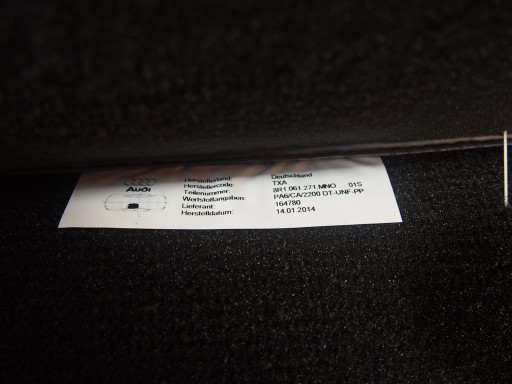 Audi
Herstellerland: Deutschland
Herstellercode: TXA
Teilenummer: 8R1.061.271.MNO 01S
Werkstoffangaben: PA6/CA/2200 DT-UNF-PP
Lieferant: 164780
Herstelldatum: 14.01.2014